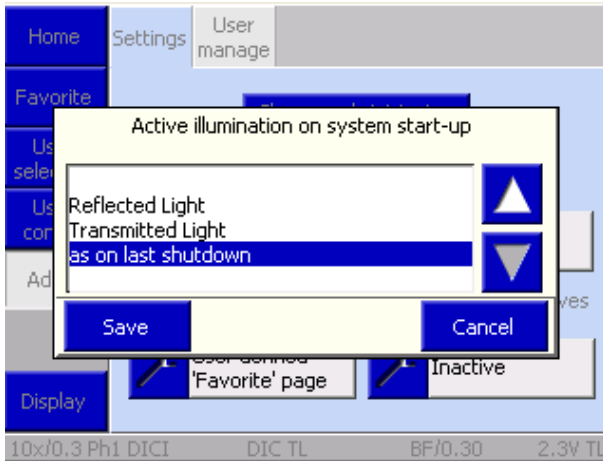 Home
Settings
User
manage
Favorite
Active illumination on system start-up
Reflected Light
Transmitted Light
as on last shutdown
Save
Cancel
'Favorite' page
Inactive
Display
10x/0.3 Ph1 DICI
DIC TL
BF/0.30
2.3V TL